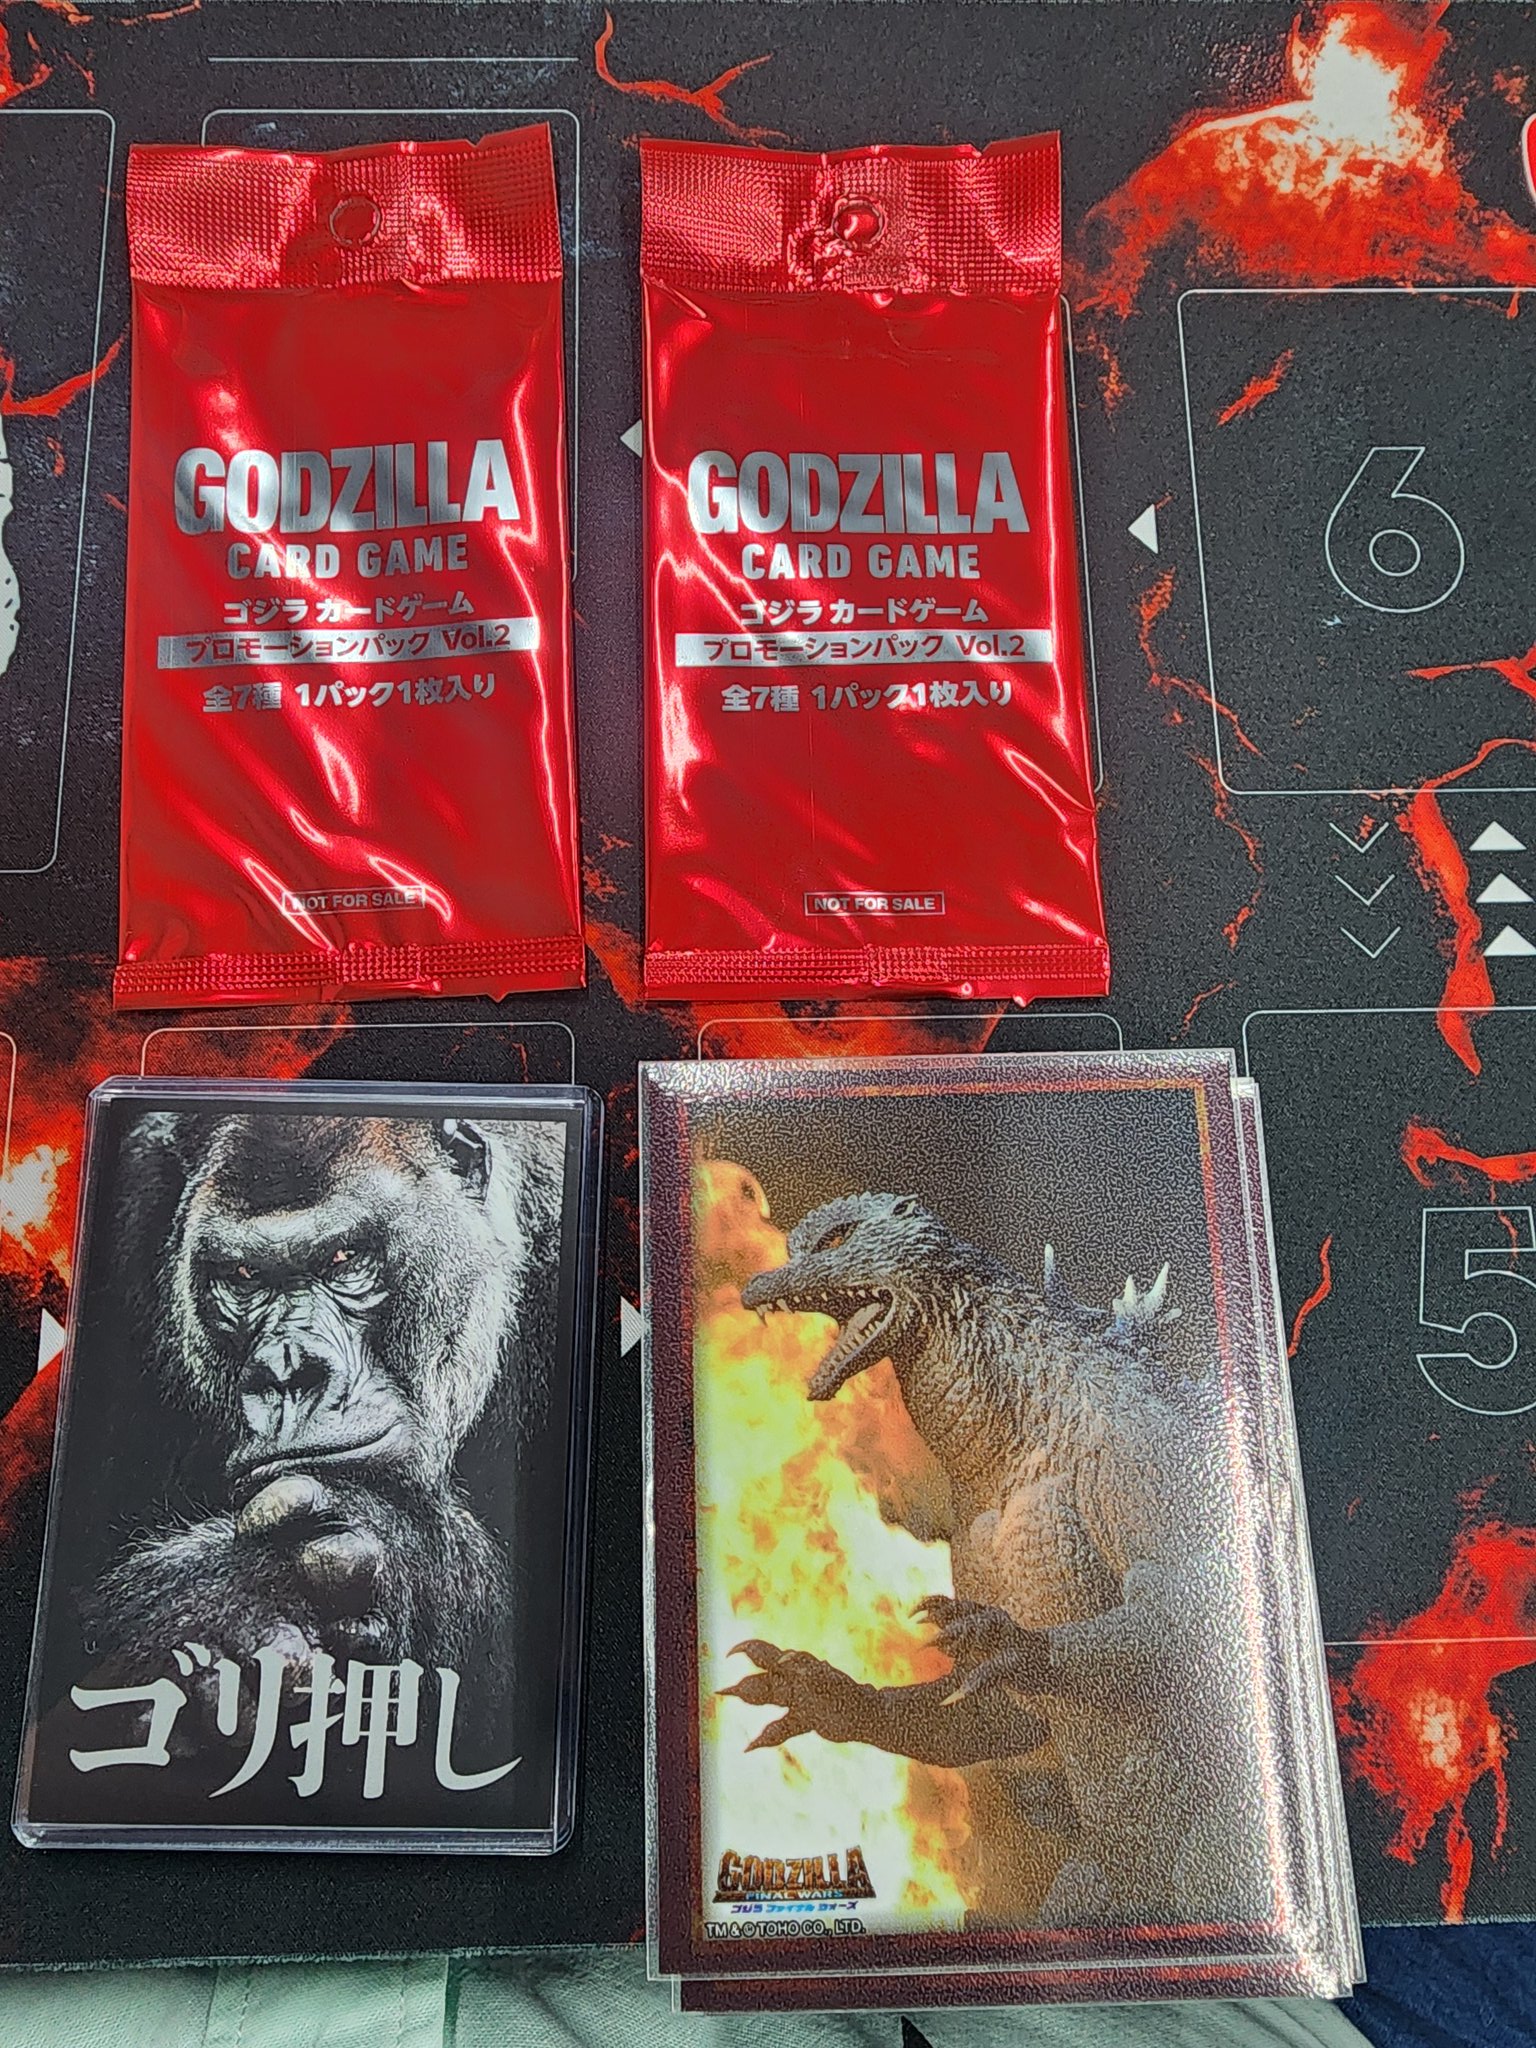 GODZILLA
CARD GAME
ゴジラ カードゲーム
プロモーションパック Vol.2
全7種 1パック1枚入り
NOT FOR SALE
GODZILLA
CARD GAME
ゴジラ カードゲーム
プロモーションパック Vol.2
全7種 1パック1枚入り
NOT FOR SALE
6
5
ゴリ押し
GODZILLA
FINAL WARS
ゴジラ ファイナル ウォーズ
TM & © TOHO CO., LTD.